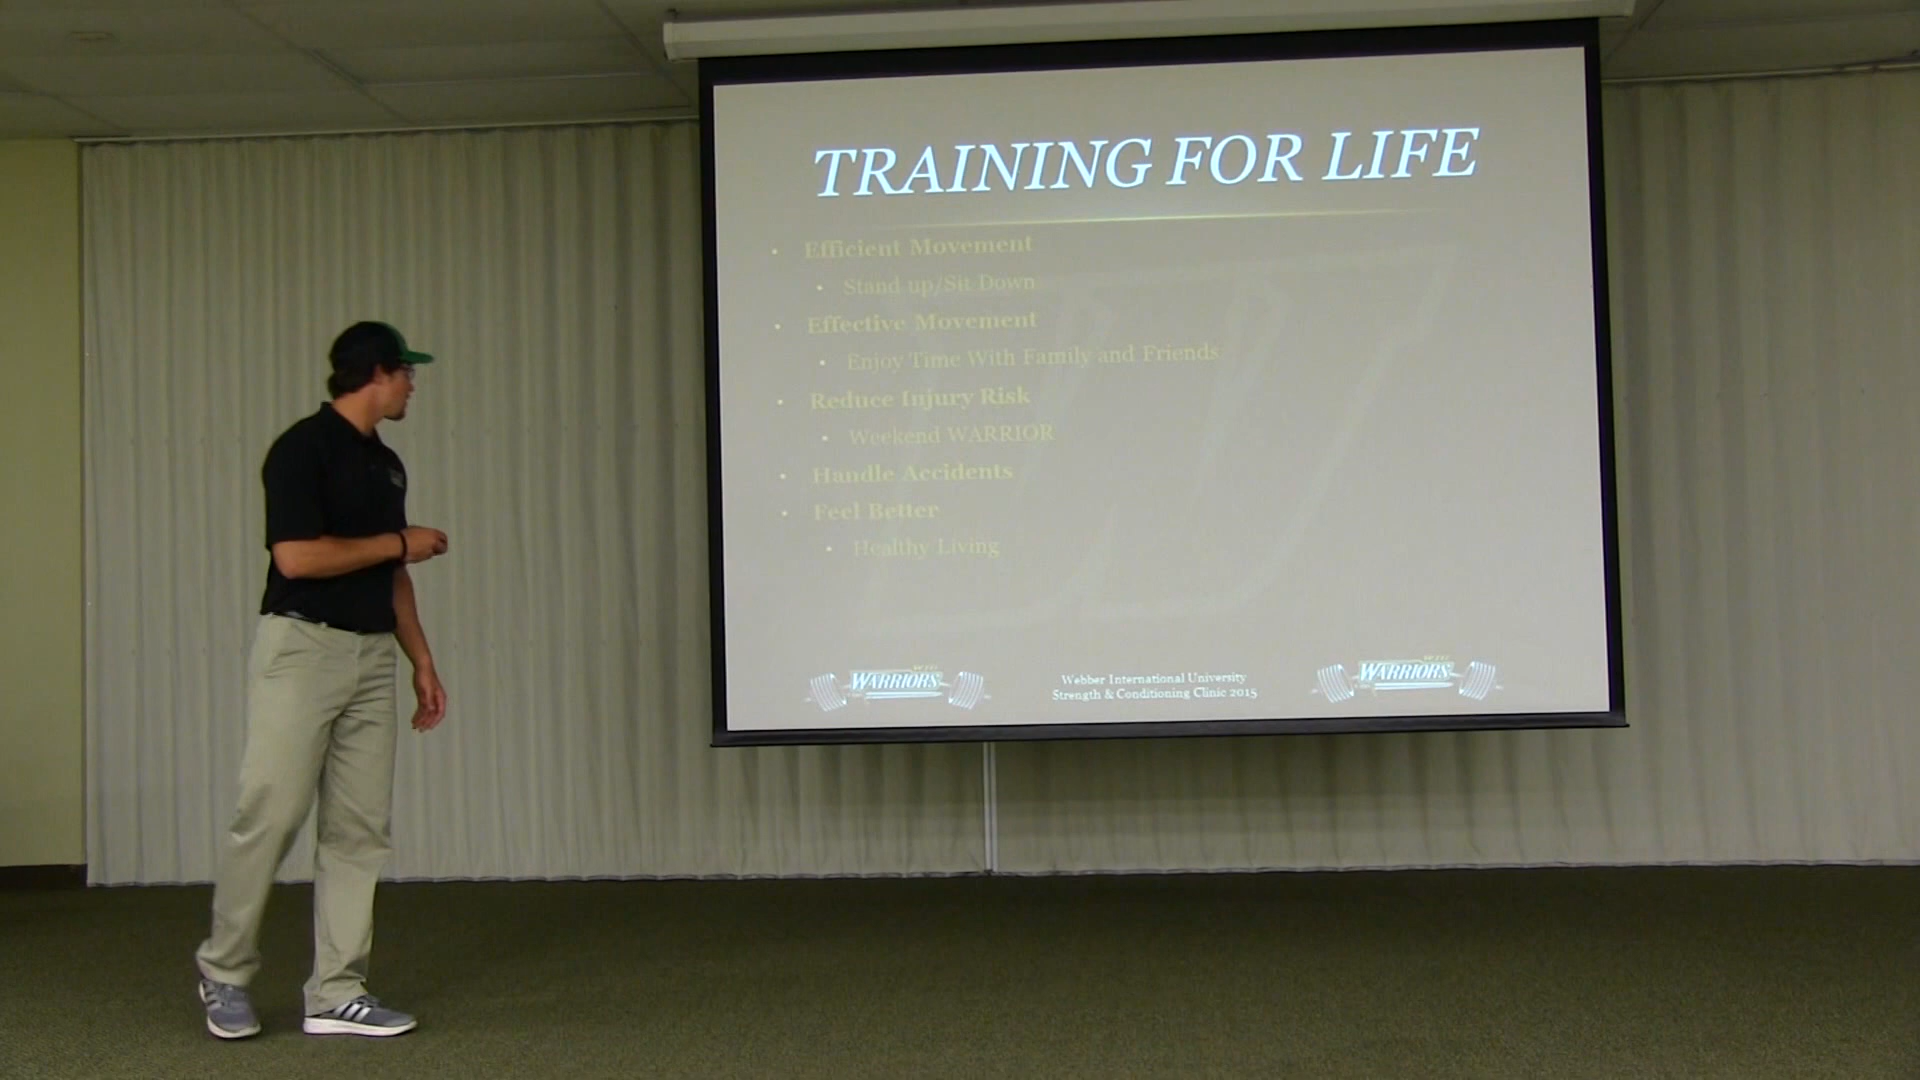 TRAINING FOR LIFE
• Efficient Movement
• Stand up/Sit Down
• Effective Movement
• Enjoy Time With Family and Friends
• Reduce Injury Risk
• Weekend WARRIOR
• Handle Accidents
• Feel Better
• Healthy Living
WARRIORS
Webber International University
Strength & Conditioning Clinic 2015
WARRIORS